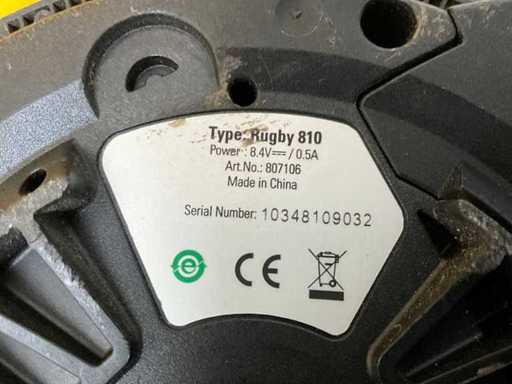 Type: Rugby 810
Power : 8.4V⎓ / 0.5A
Art.No.: 807106
Made in China
Serial Number: 10348109032
e
CE